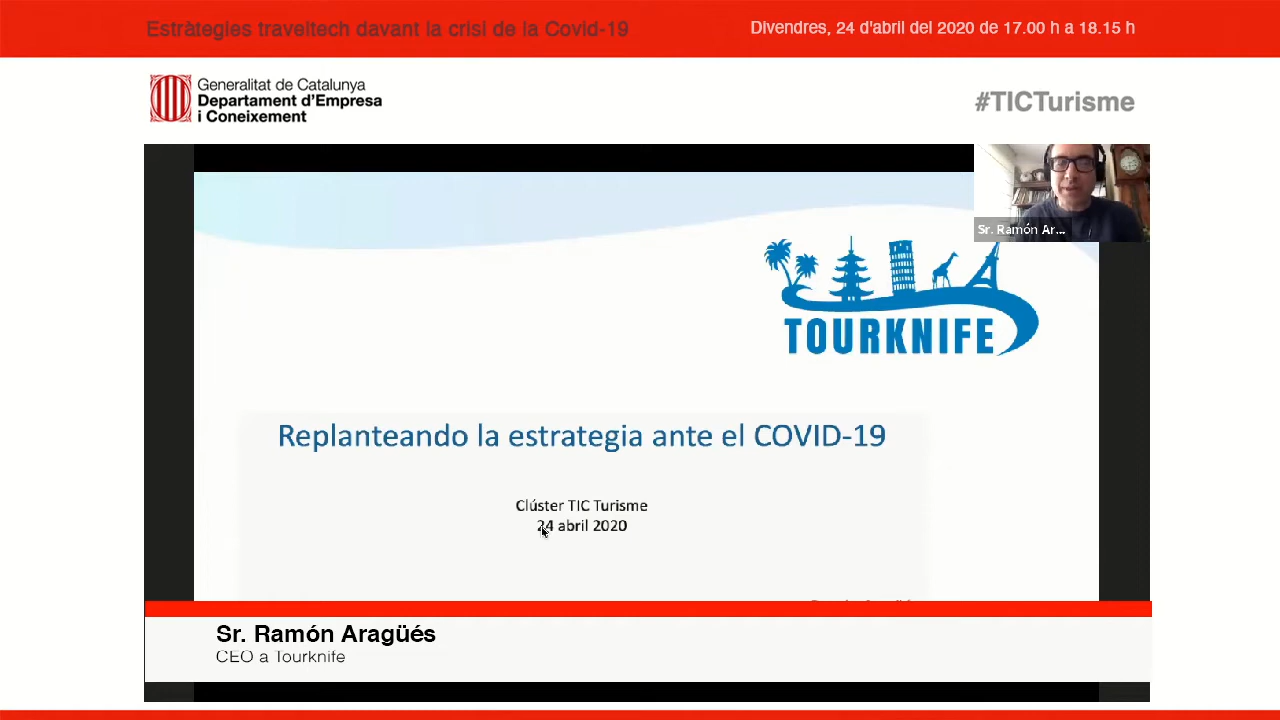 Estràtegies traveltech davant la crisi de la Covid-19
Divendres, 24 d'abril del 2020 de 17.00 h a 18.15 h
Generalitat de Catalunya
Departament d'Empresa
i Coneixement
#TICTurisme
Sr. Ramón Ar...
TOURKNIFE
Replanteando la estrategia ante el COVID-19
Clúster TIC Turisme
24 abril 2020
Sr. Ramón Aragüés
CEO a Tourknife